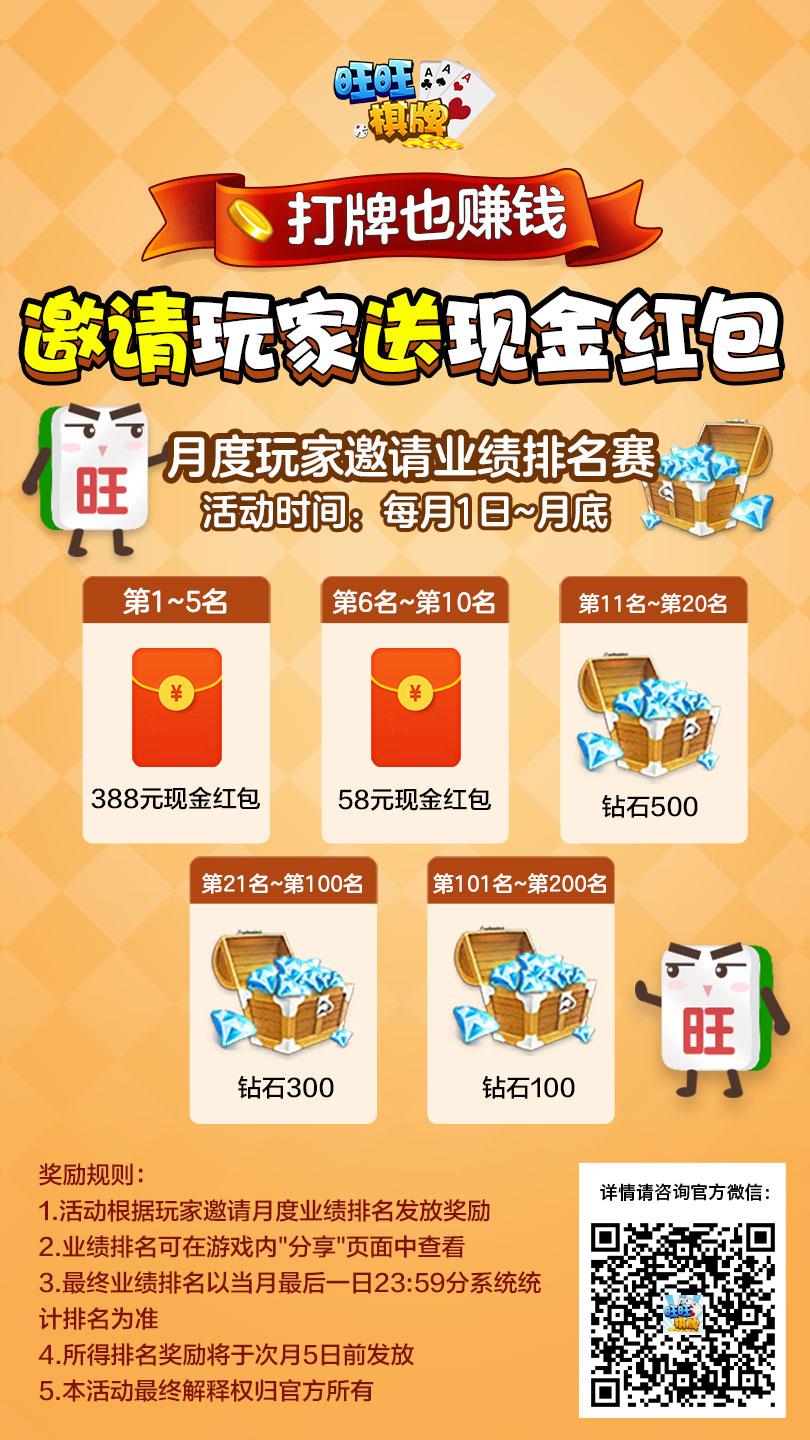 旺旺
棋牌
打牌也赚钱
邀请玩家送现金红包
旺
月度玩家邀请业绩排名赛
活动时间：每月1日~月底
第1~5名
388元现金红包
第6名~第10名
58元现金红包
第11名~第20名
钻石500
第21名~第100名
钻石300
第101名~第200名
钻石100
旺
奖励规则：
1.活动根据玩家邀请月度业绩排名发放奖励
2.业绩排名可在游戏内"分享"页面中查看
3.最终业绩排名以当月最后一日23:59分系统统
计排名为准
4.所得排名奖励将于次月5日前发放
5.本活动最终解释权归官方所有
详情请咨询官方微信：
旺旺
棋牌